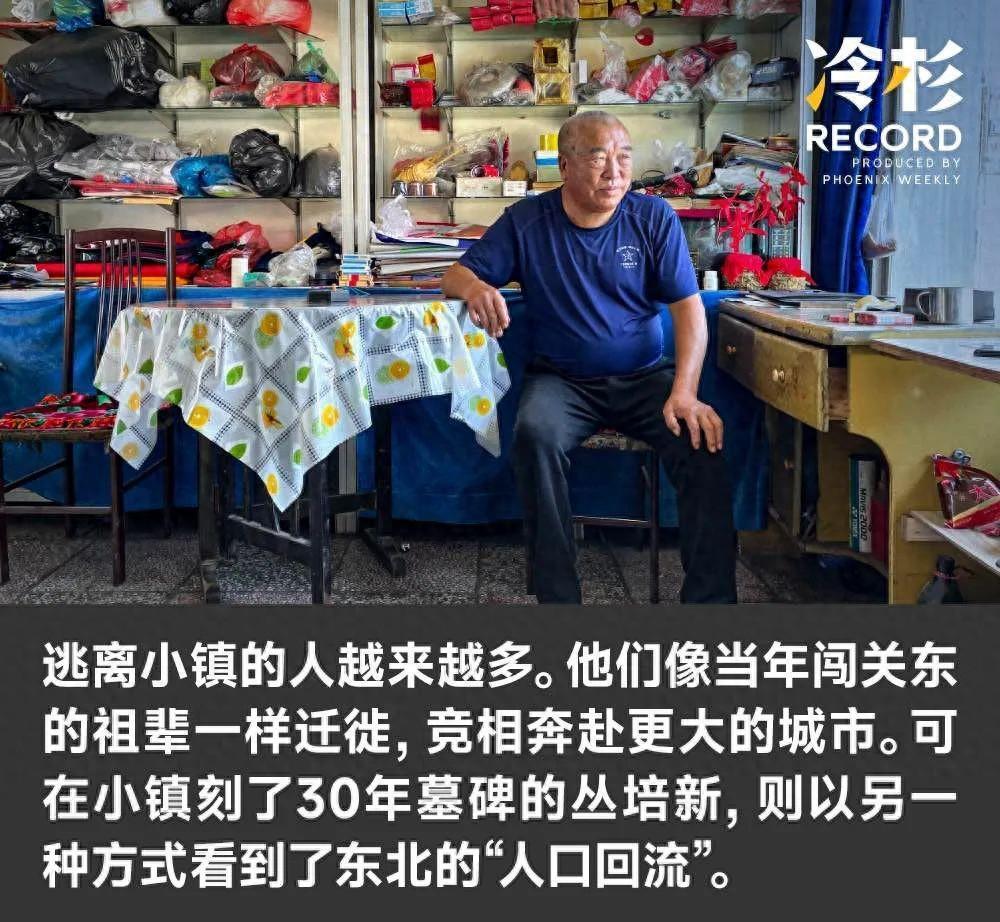 冷杉
RECORD
PRODUCED BY
PHOENIX WEEKLY
逃离小镇的人越来越多。他们像当年闯关东
的祖辈一样迁徙，竞相奔赴更大的城市。可
在小镇刻了30年墓碑的丛培新，则以另一
种方式看到了东北的“人口回流”。